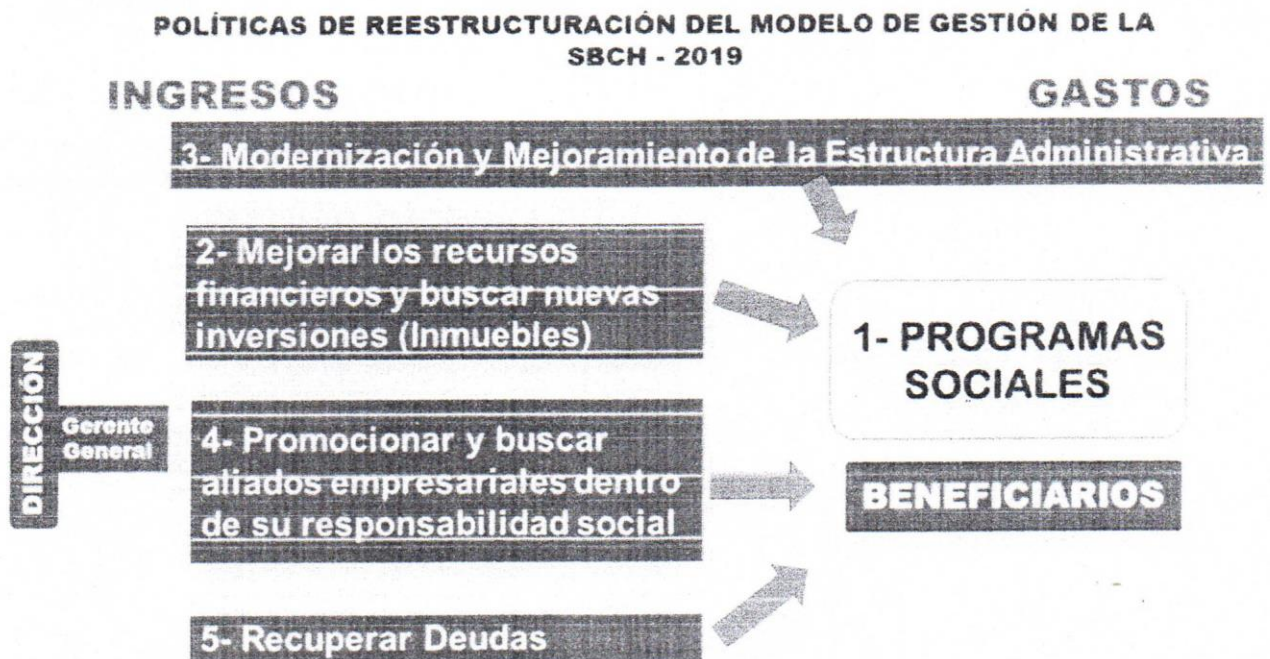 POLÍTICAS DE REESTRUCTURACIÓN DEL MODELO DE GESTIÓN DE LA
SBCH - 2019
INGRESOS
GASTOS
3- Modernización y Mejoramiento de la Estructura Administrativa
2- Mejorar los recursos
financieros y buscar nuevas
inversiones (Inmuebles)
1- PROGRAMAS
SOCIALES
DIRECCIÓN
Gerente
General
4- Promocionar y buscar
aliados empresariales dentro
de su responsabilidad social
BENEFICIARIOS
5- Recuperar Deudas